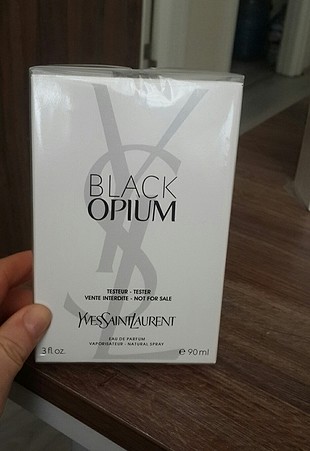 BLACK
OPIUM
TESTEUR - TESTER
VENTE INTERDITE - NOT FOR SALE
YVESSAINTLAURENT
EAU DE PARFUM
VAPORISATEUR - NATURAL SPRAY
3 fl oz. e 90 ml